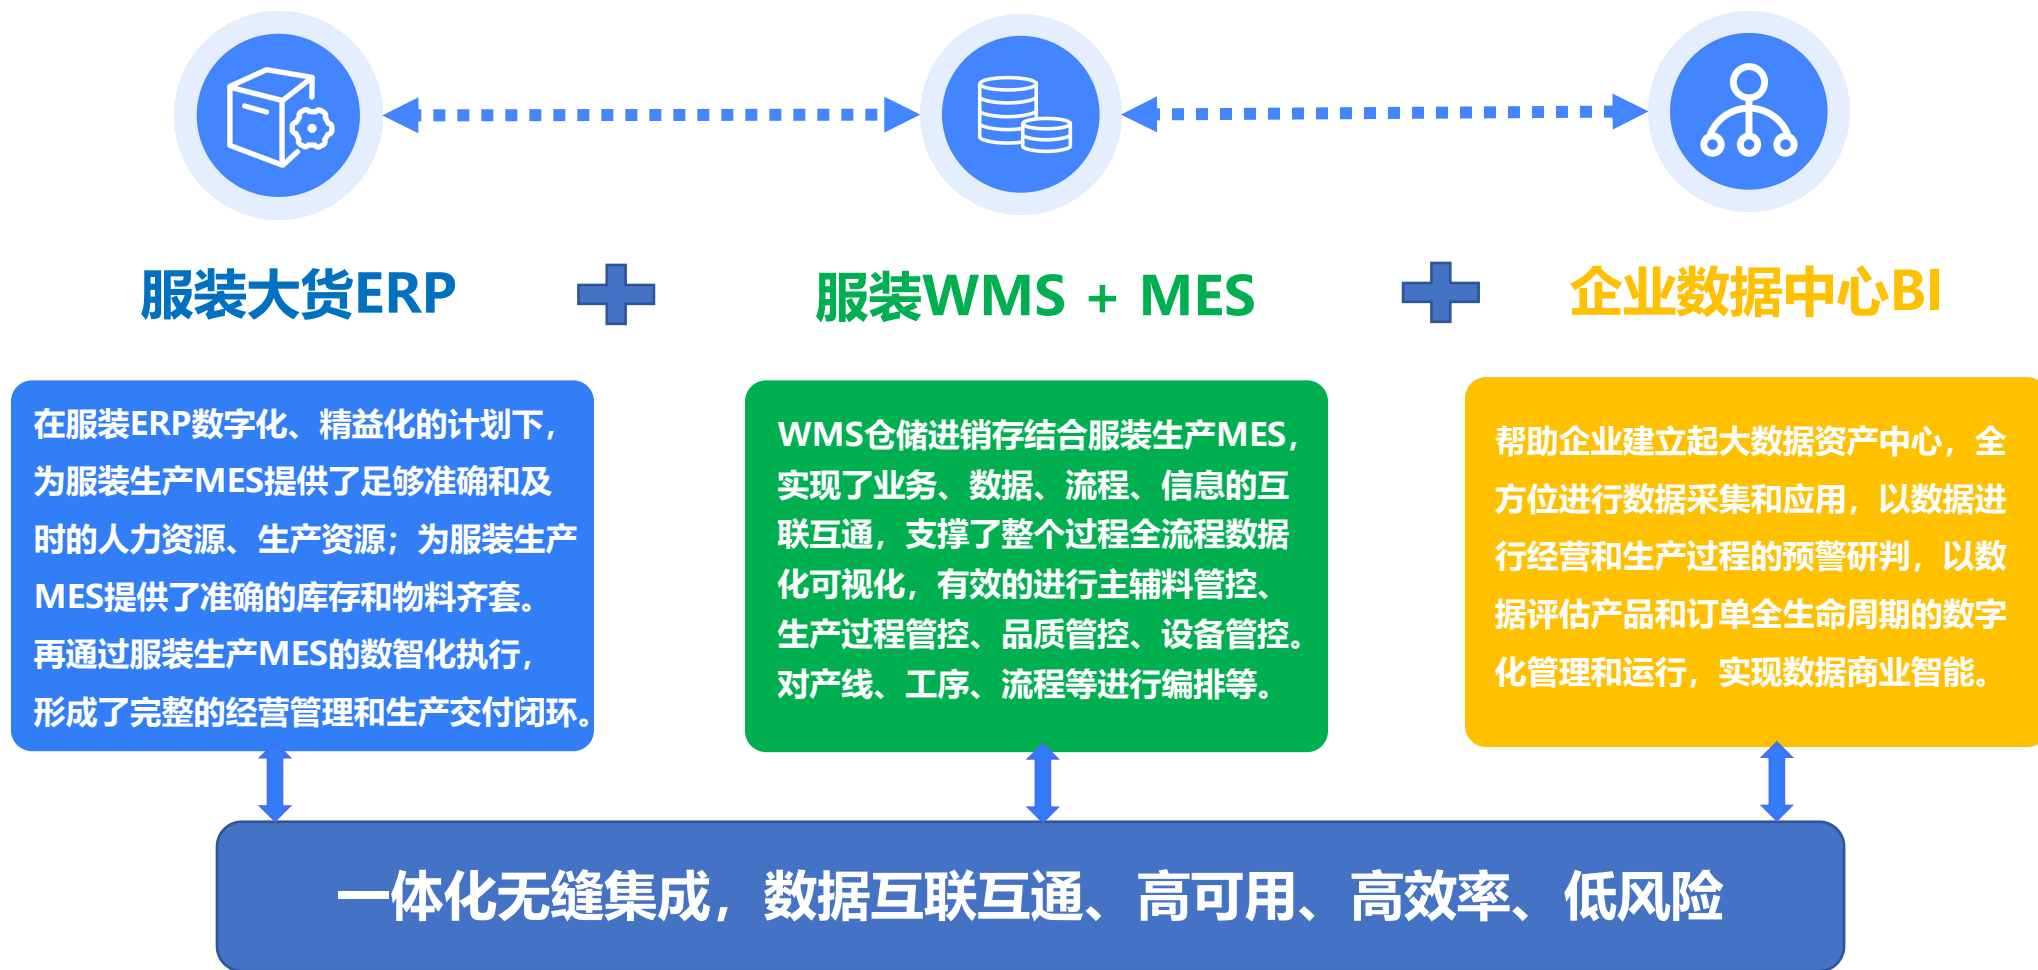 服装大货ERP
服装WMS + MES
企业数据中心BI
在服装ERP数字化、精益化的计划下，
为服装生产MES提供了足够准确和及
时的人力资源、生产资源；为服装生产
MES提供了准确的库存和物料齐套。
再通过服装生产MES的数智化执行，
形成了完整的经营管理和生产交付闭环。
WMS仓储进销存结合服装生产MES，
实现了业务、数据、流程、信息的互
联互通，支撑了整个过程全流程数据
化可视化，有效的进行主辅料管控、
生产过程管控、品质管控、设备管控。
对产线、工序、流程等进行编排等。
帮助企业建立起大数据资产中心，全
方位进行数据采集和应用，以数据进
行经营和生产过程的预警研判，以数
据评估产品和订单全生命周期的数字
化管理和运行，实现数据商业智能。
一体化无缝集成，数据互联互通、高可用、高效率、低风险